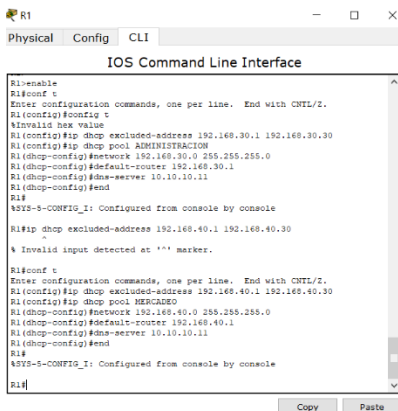 R1
Physical Config CLI
IOS Command Line Interface
R1>enable
R1#conf t
Enter configuration commands, one per line. End with CNTL/Z.
R1(config)#config t
%Invalid hex value
R1(config)#ip dhcp excluded-address 192.168.30.1 192.168.30.30
R1(config)#ip dhcp pool ADMINISTRACION
R1(dhcp-config)#network 192.168.30.0 255.255.255.0
R1(dhcp-config)#default-router 192.168.30.1
R1(dhcp-config)#dns-server 10.10.10.11
R1(dhcp-config)#end
R1#
%SYS-5-CONFIG_I: Configured from console by console
R1#ip dhcp excluded-address 192.168.40.1 192.168.40.30
^
% Invalid input detected at '^' marker.
R1#conf t
Enter configuration commands, one per line. End with CNTL/Z.
R1(config)#ip dhcp excluded-address 192.168.40.1 192.168.40.30
R1(config)#ip dhcp pool MERCADEO
R1(dhcp-config)#network 192.168.40.0 255.255.255.0
R1(dhcp-config)#default-router 192.168.40.1
R1(dhcp-config)#dns-server 10.10.10.11
R1(dhcp-config)#end
R1#
%SYS-5-CONFIG_I: Configured from console by console
R1#
Copy Paste